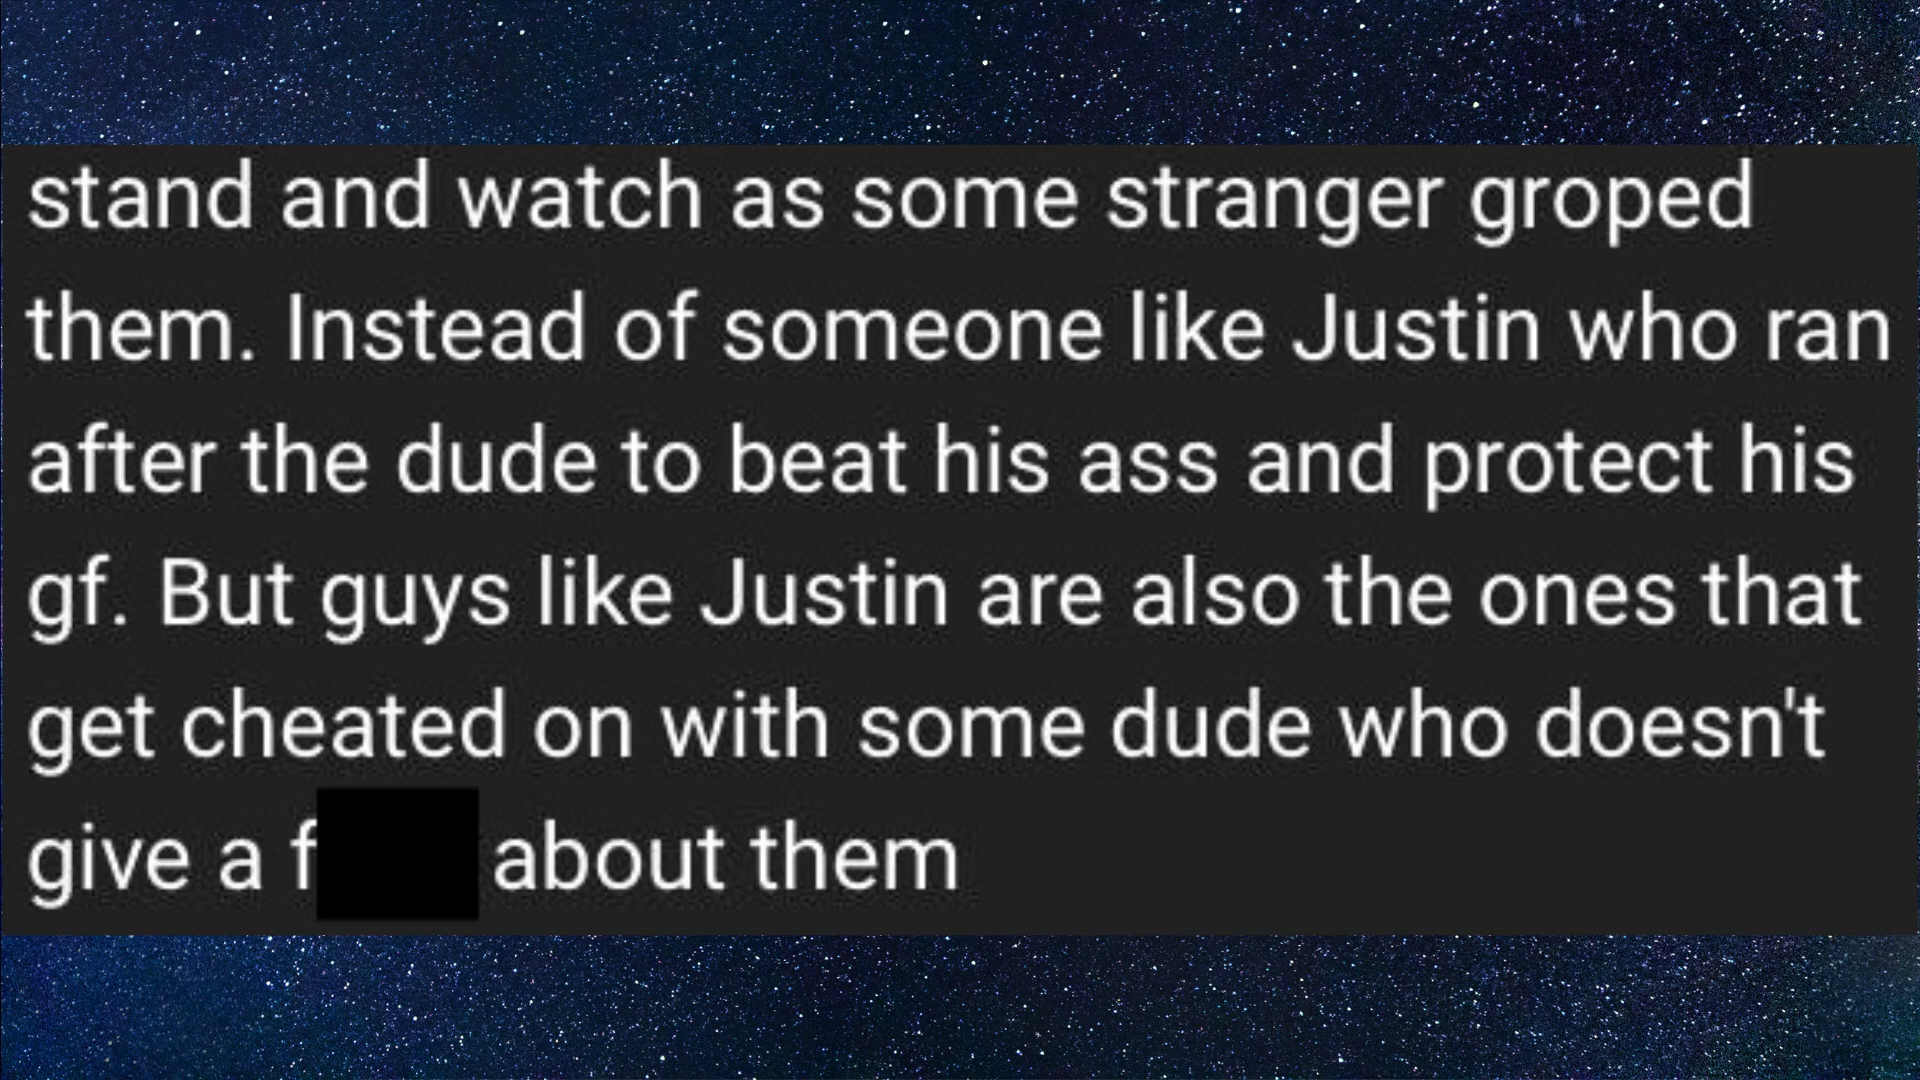 stand and watch as some stranger groped
them. Instead of someone like Justin who ran
after the dude to beat his ass and protect his
gf. But guys like Justin are also the ones that
get cheated on with some dude who doesn't
give a f about them